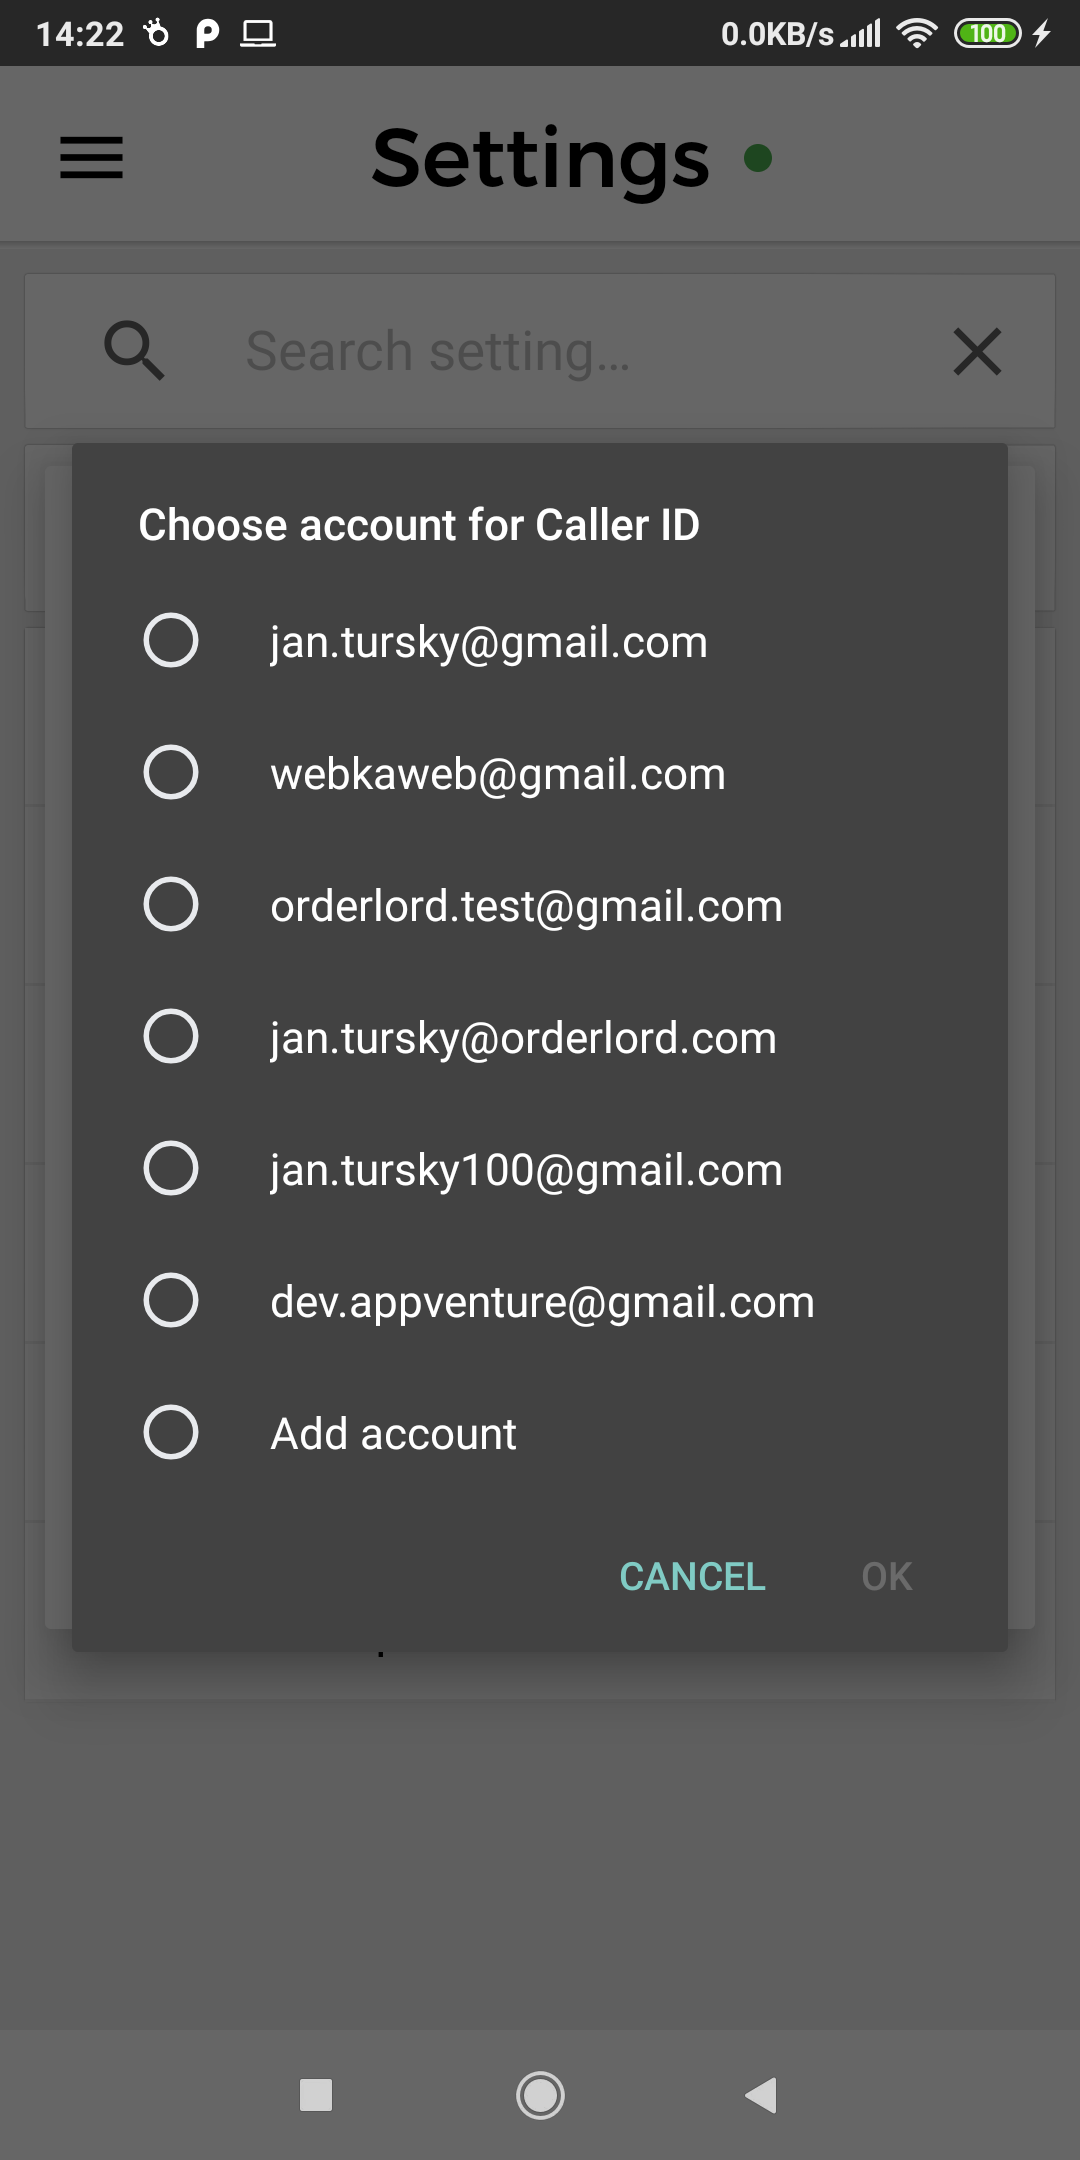 14:22 0.0KB/s 100
Settings
Search setting...
Choose account for Caller ID
jan.tursky@gmail.com
webkaweb@gmail.com
orderlord.test@gmail.com
jan.tursky@orderlord.com
jan.tursky100@gmail.com
dev.appventure@gmail.com
Add account
CANCEL OK